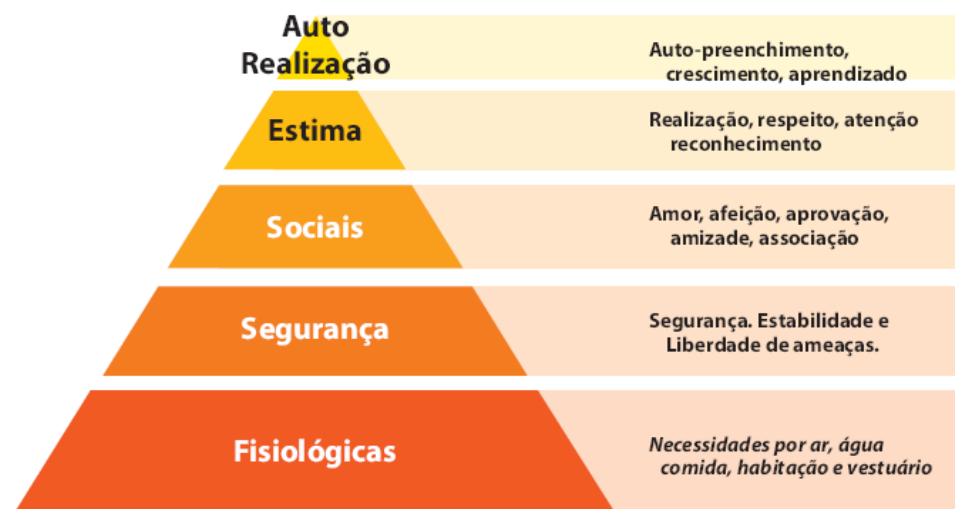 Auto
Realização
Auto-preenchimento,
crescimento, aprendizado
Estima
Realização, respeito, atenção
reconhecimento
Sociais
Amor, afeição, aprovação,
amizade, associação
Segurança
Segurança. Estabilidade e
Liberdade de ameaças.
Fisiológicas
Necessidades por ar, água
comida, habitação e vestuário